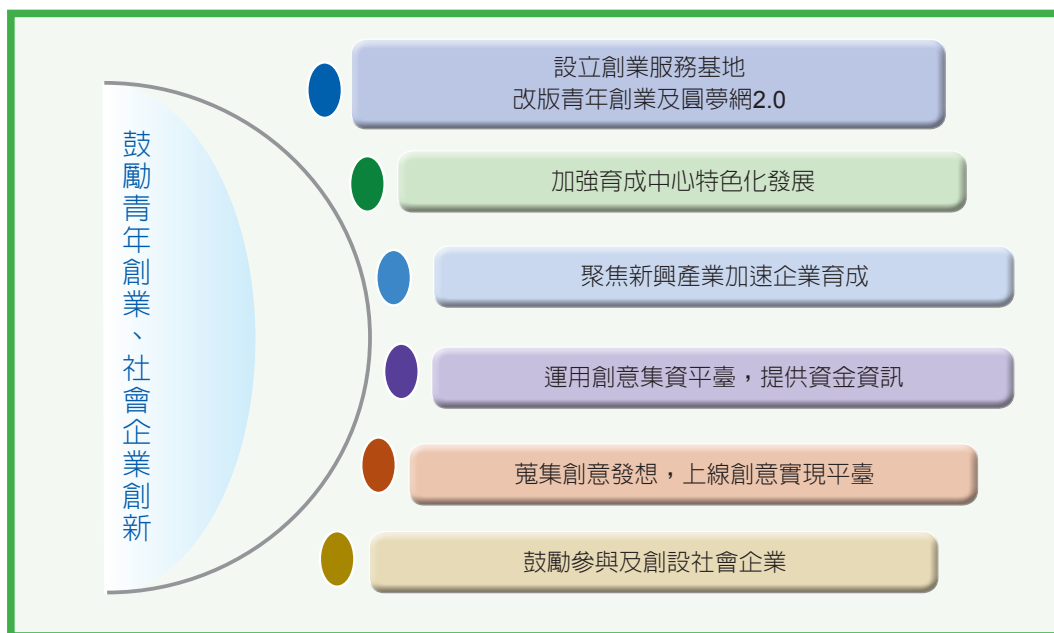 鼓勵青年創業、社會企業創新
設立創業服務基地
改版青年創業及圓夢網2.0
加強育成中心特色化發展
聚焦新興產業加速企業育成
運用創意集資平臺，提供資金資訊
蒐集創意發想，上線創意實現平臺
鼓勵參與及創設社會企業